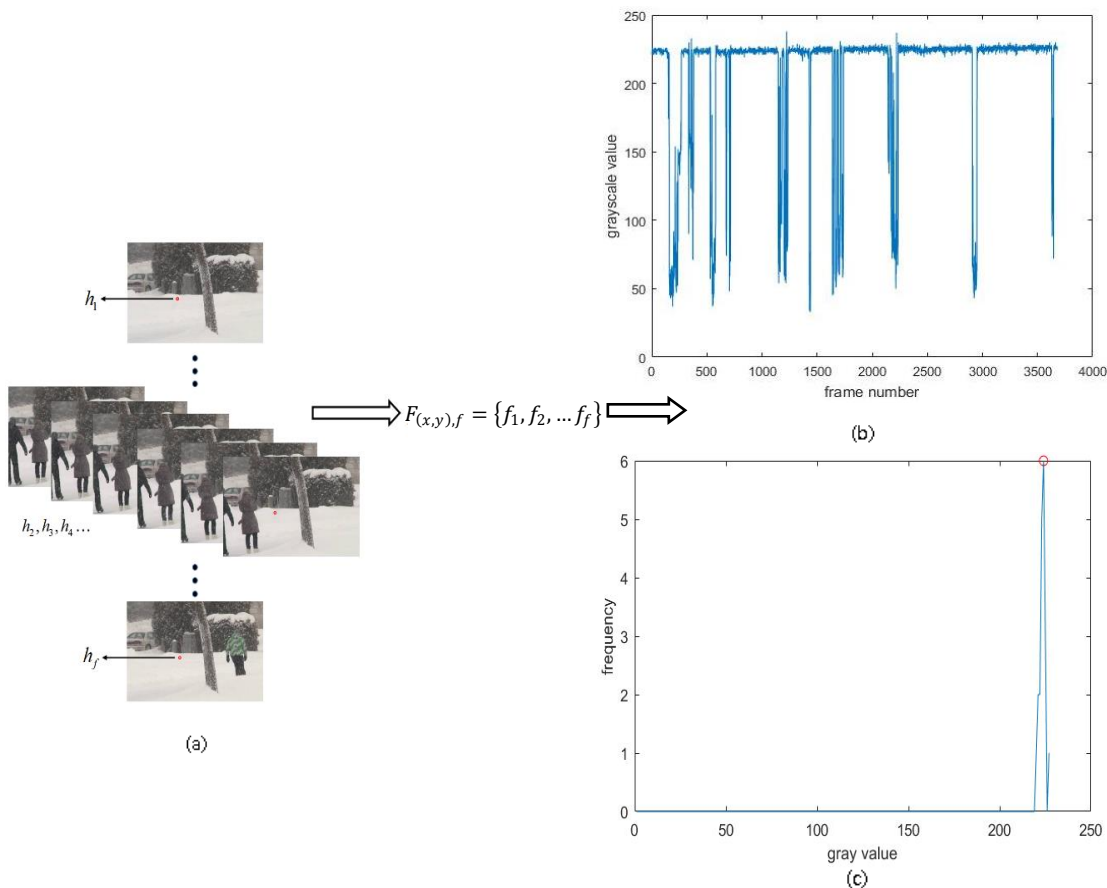 h₁
h₂, h₃, h₄ ...
h_f
(a)
F₍ₓ,ᵧ₎,f = {f₁, f₂, … f_f}
250
200
150
100
50
0
grayscale value
0 500 1000 1500 2000 2500 3000 3500 4000
frame number
(b)
6
5
4
3
2
1
0
frequency
0 50 100 150 200 250
gray value
(c)